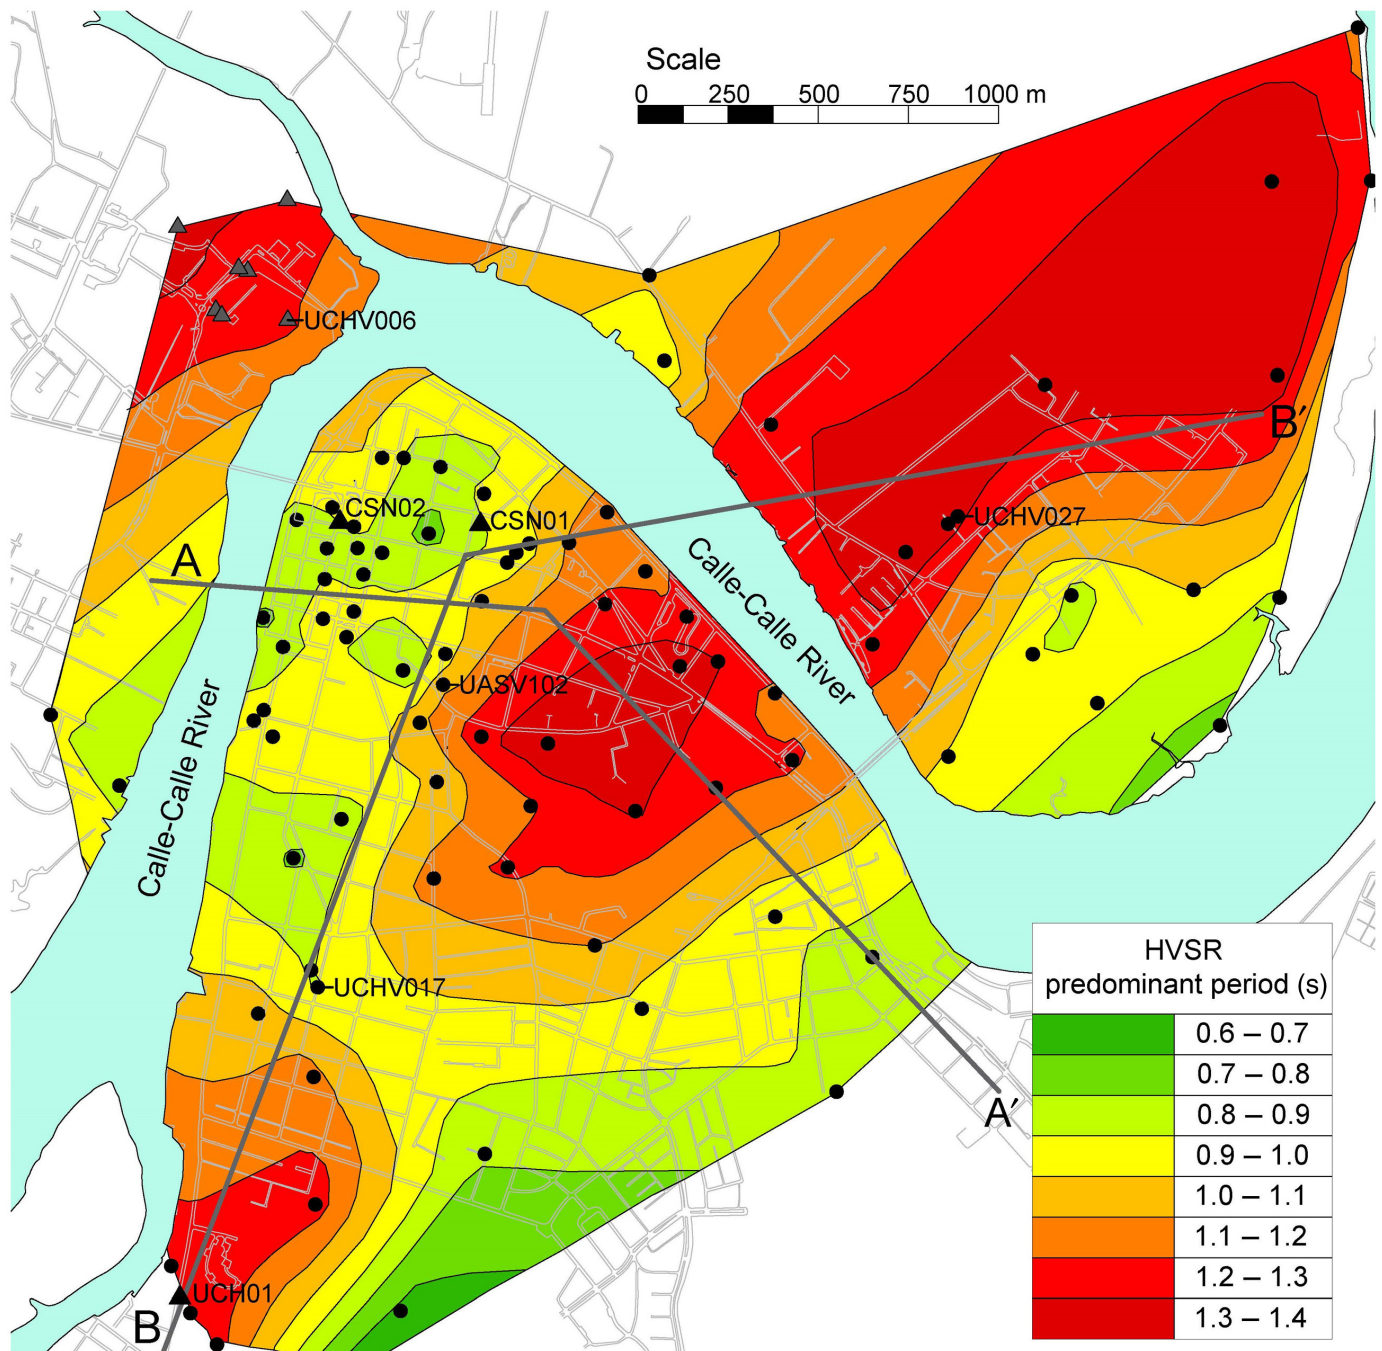 Scale
0 250 500 750 1000 m
UCHV006
B′
CSN02
CSN01
UCHV027
A
Calle-Calle River
UASV102
Calle-Calle River
UCHV017
HVSR
predominant period (s)
0.6 – 0.7
0.7 – 0.8
0.8 – 0.9
0.9 – 1.0
1.0 – 1.1
1.1 – 1.2
1.2 – 1.3
1.3 – 1.4
A′
UCH01
B